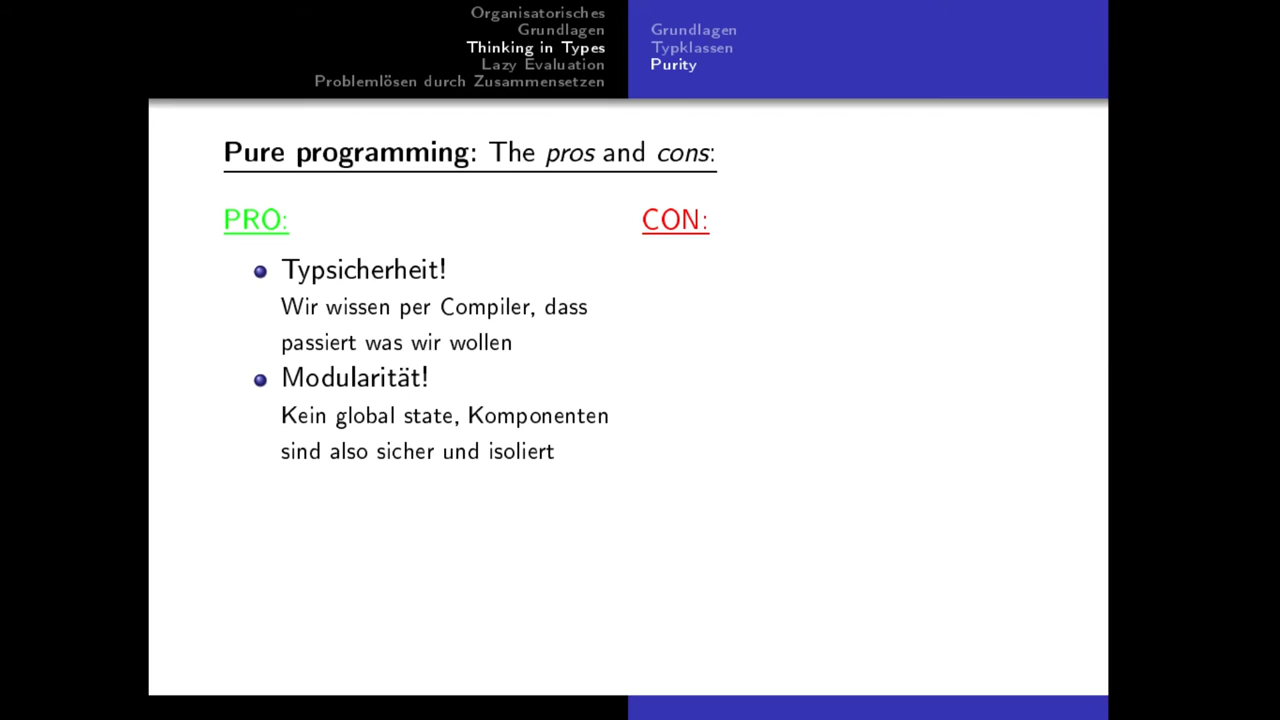 Organisatorisches
Grundlagen
Thinking in Types
Lazy Evaluation
Problemlösen durch Zusammensetzen
Grundlagen
Typklassen
Purity
Pure programming: The pros and cons:
PRO:
Typsicherheit!
Wir wissen per Compiler, dass
passiert was wir wollen
Modularität!
Kein global state, Komponenten
sind also sicher und isoliert
CON: